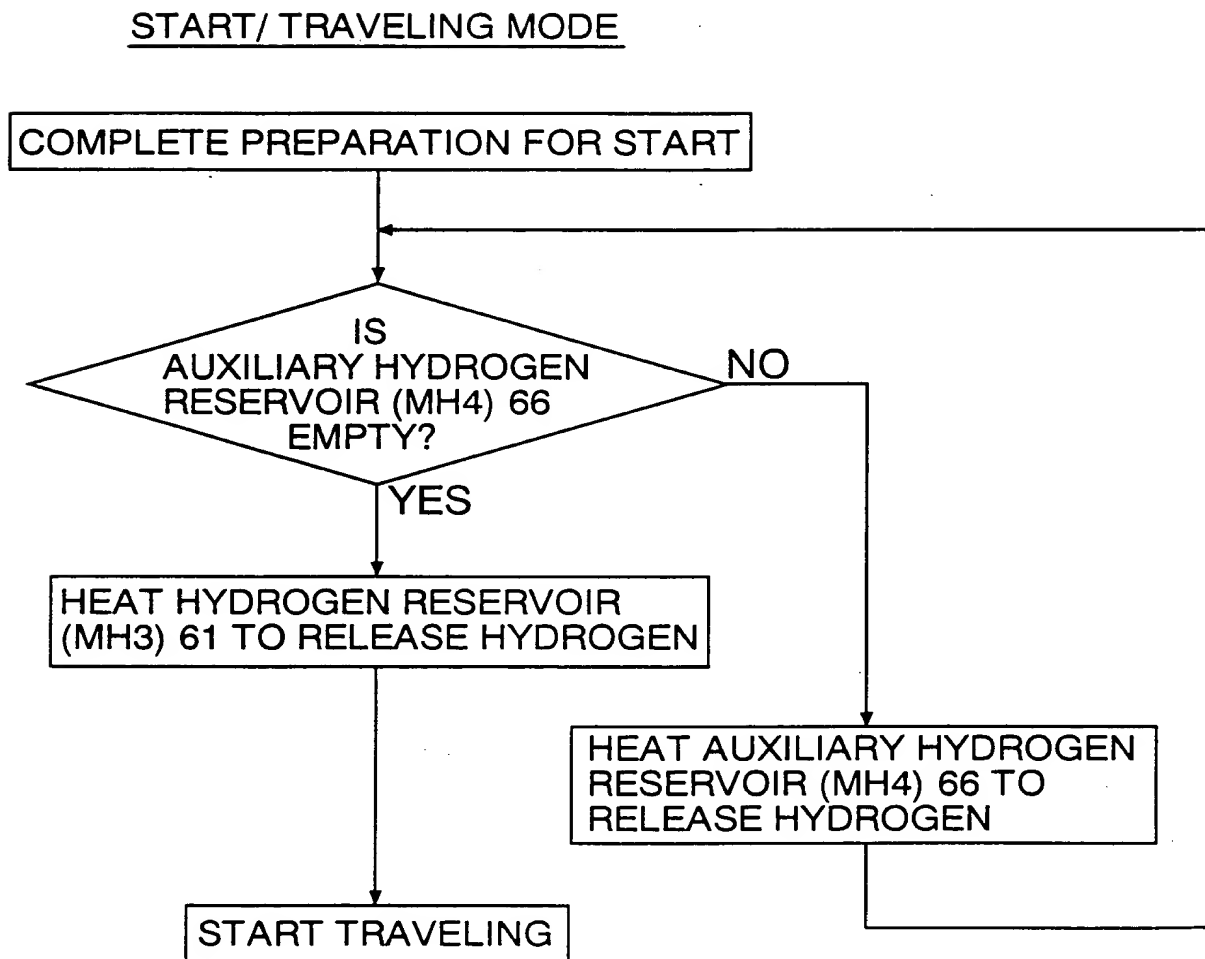 START/ TRAVELING MODE
COMPLETE PREPARATION FOR START
IS
AUXILIARY HYDROGEN
RESERVOIR (MH4) 66
EMPTY?
NO
YES
HEAT HYDROGEN RESERVOIR
(MH3) 61 TO RELEASE HYDROGEN
HEAT AUXILIARY HYDROGEN
RESERVOIR (MH4) 66 TO
RELEASE HYDROGEN
START TRAVELING